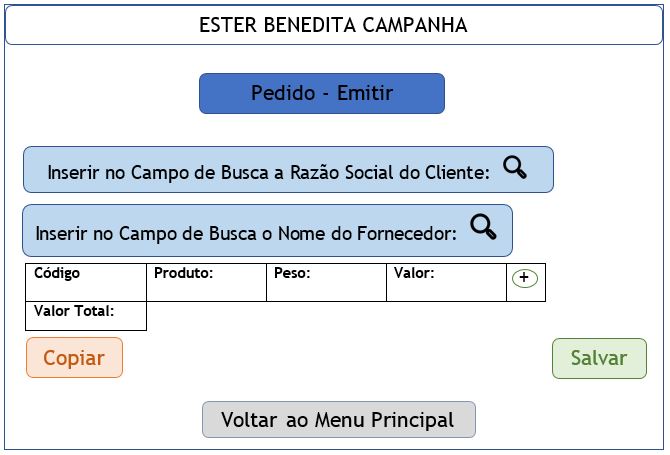 ESTER BENEDITA CAMPANHA
Pedido - Emitir
Inserir no Campo de Busca a Razão Social do Cliente:
Inserir no Campo de Busca o Nome do Fornecedor:
Código Produto: Peso: Valor: +
Valor Total:
Copiar Salvar
Voltar ao Menu Principal